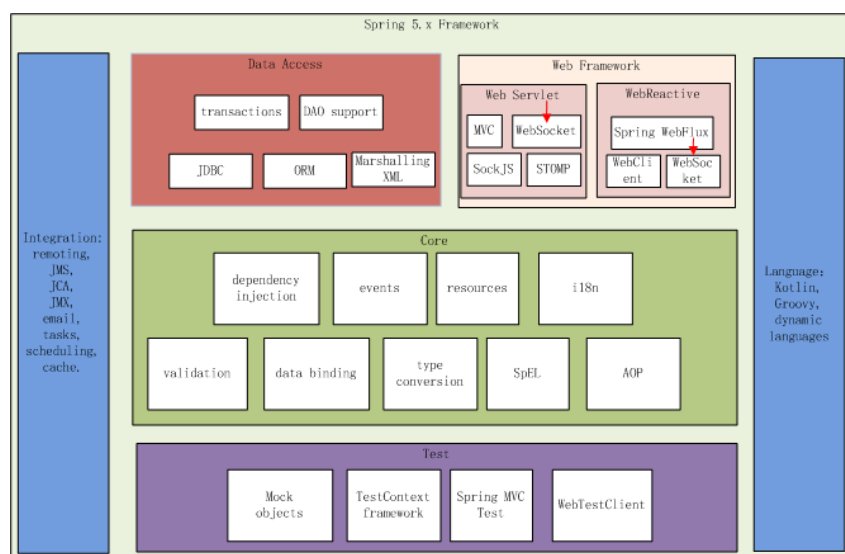 Spring 5.x Framework
Integration:
remoting,
JMS,
JCA,
JMX,
email,
tasks,
scheduling,
cache.
Data Access
transactions
DAO support
JDBC
ORM
Marshalling
XML
Web Framework
Web Servlet
MVC
WebSocket
SockJS
STOMP
WebReactive
Spring WebFlux
WebCli
ent
WebSoc
ket
Core
dependency
injection
events
resources
i18n
validation
data binding
type
conversion
SpEL
AOP
Test
Mock
objects
TestContext
framework
Spring MVC
Test
WebTestClient
Language:
Kotlin,
Groovy,
dynamic
languages